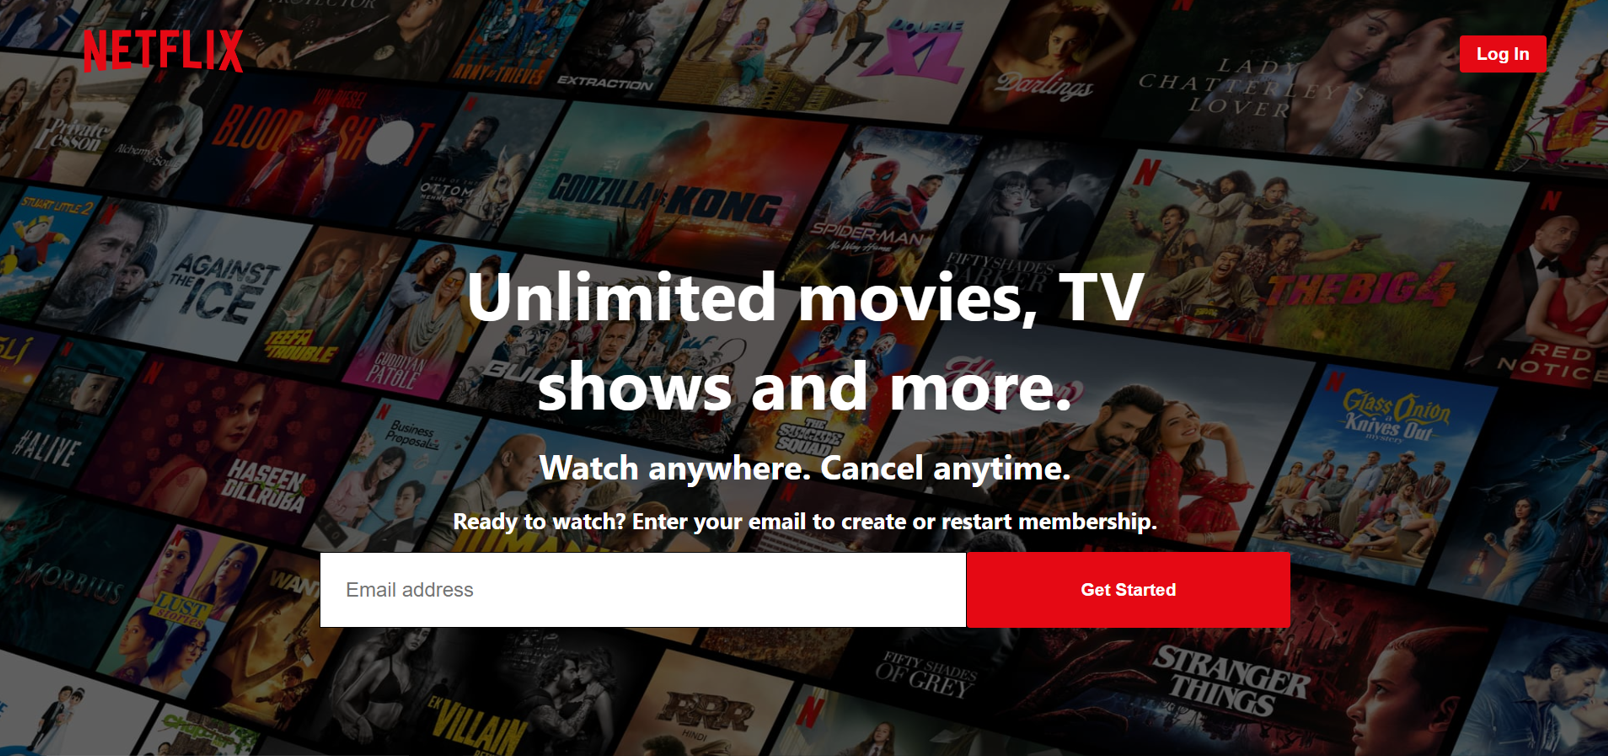 NETFLIX
Log In
ARMY OF THIEVES
EXTRACTION
DOUBLE
XL
Darlings
LADY
CHATTERLEY'S
LOVER
Private
Lesson
VIN DIESEL
BLOODSHOT
RISE OF
OTTOM
GODZILLA VS. KONG
SPIDER-MAN
No Way Home
FIFTY SHADES
DARKER
THE BIG 4
RED
NOTICE
STUART LITTLE 2
AGAINST
THE ICE
TEEFA
IN TROUBLE
GUDDIYAN
PATOLE
BUL
THE
SUICIDE
SQUAD
Glass Onion
a
Knives Out
mystery
Unlimited movies, TV
shows and more.
Watch anywhere. Cancel anytime.
Ready to watch? Enter your email to create or restart membership.
#ALIVE
HASEEN
DILLRUBA
Business
Proposal
JUMANJI
MORBIUS
LUST
stories
WAN
Email address
Get Started
EK
VILLAIN
RRR
HINDI
FIFTY SHADES
OF GREY
STRANGER
THINGS